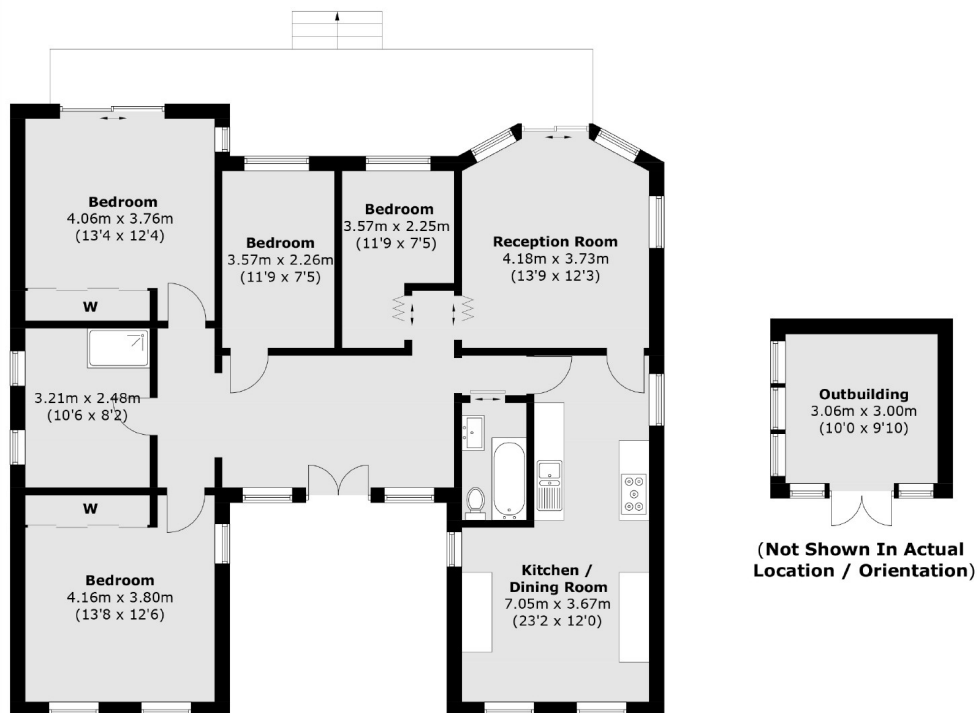 Bedroom
4.06m x 3.76m
(13'4 x 12'4)
W
Bedroom
3.57m x 2.26m
(11'9 x 7'5)
Bedroom
3.57m x 2.25m
(11'9 x 7'5)
Reception Room
4.18m x 3.73m
(13'9 x 12'3)
3.21m x 2.48m
(10'6 x 8'2)
W
Bedroom
4.16m x 3.80m
(13'8 x 12'6)
Kitchen /
Dining Room
7.05m x 3.67m
(23'2 x 12'0)
Outbuilding
3.06m x 3.00m
(10'0 x 9'10)
(Not Shown In Actual
Location / Orientation)